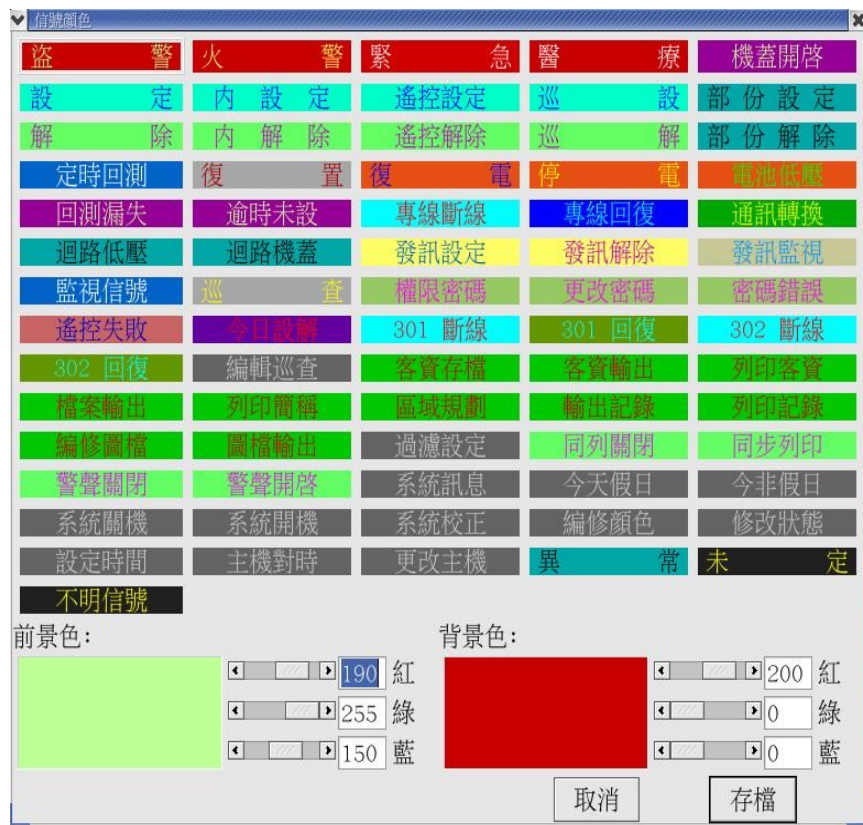 信號顏色
盜 警 火 警 緊 急 醫 療 機蓋開啓
設 定 內 設 定 遙控設定 巡 設 部 份 設 定
解 除 內 解 除 遙控解除 巡 解 部 份 解 除
定時回測 復 置 復 電 停 電 電池低壓
回測漏失 逾時未設 專線斷線 專線回復 通訊轉換
迴路低壓 迴路機蓋 發訊設定 發訊解除 發訊監視
監視信號 巡 查 權限密碼 更改密碼 密碼錯誤
遙控失敗 今日設解 301 斷線 301 回復 302 斷線
302 回復 編輯巡查 客資存檔 客資輸出 列印客資
檔案輸出 列印簡稱 區域規劃 輸出記錄 列印記錄
編修圖檔 圖檔輸出 過濾設定 同列關閉 同步列印
警聲關閉 警聲開啓 系統訊息 今天假日 今非假日
系統關機 系統開機 系統校正 編修顏色 修改狀態
設定時間 主機對時 更改主機 異 常 未 定
不明信號
前景色: 背景色:
190 紅 200 紅
255 綠 0 綠
150 藍 0 藍
取消 存檔